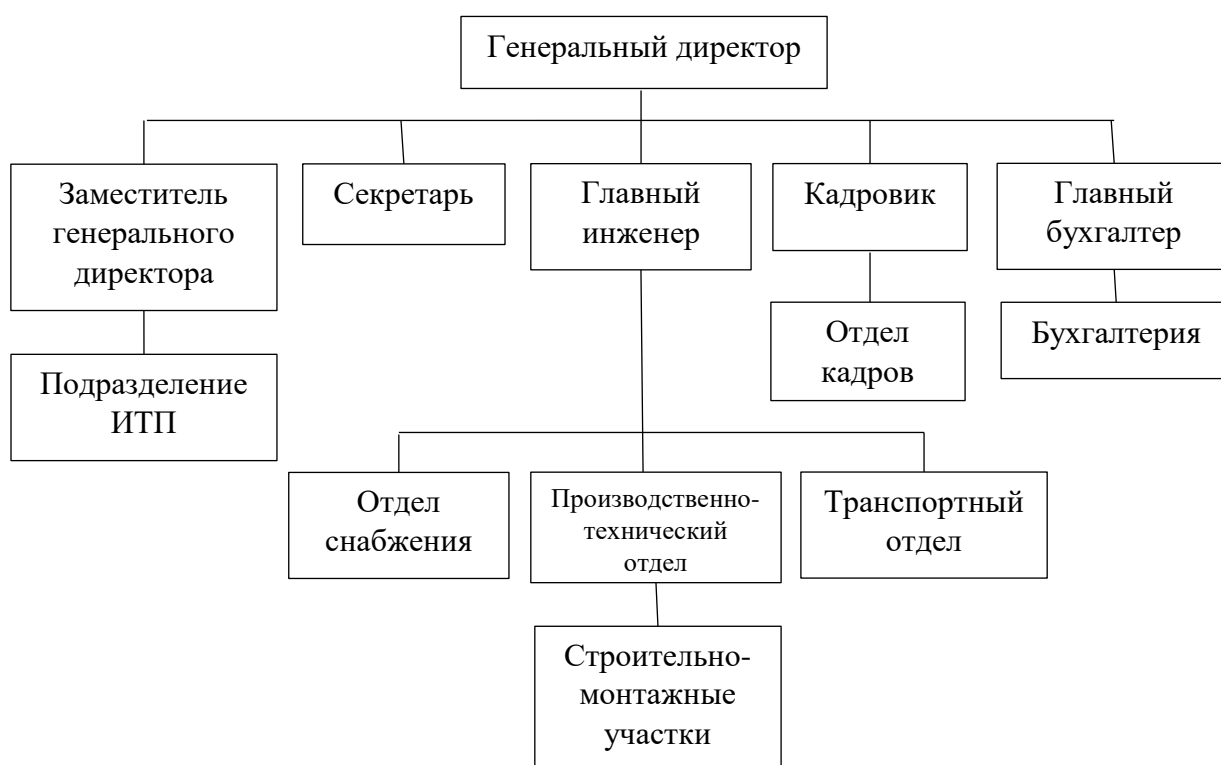 Генеральный директор
Заместитель
генерального
директора
Секретарь
Главный
инженер
Кадровик
Главный
бухгалтер
Подразделение
ИТП
Отдел
кадров
Бухгалтерия
Отдел
снабжения
Производственно-
технический
отдел
Транспортный
отдел
Строительно-
монтажные
участки